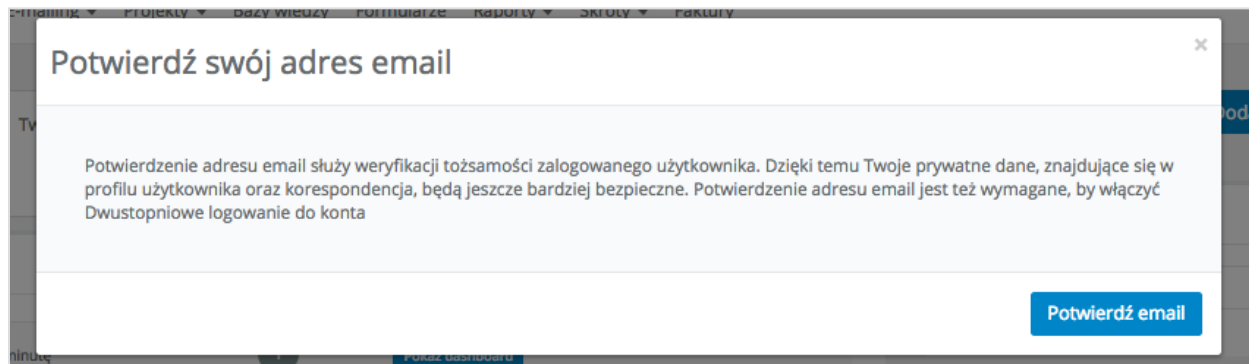 E-mailing Projekty Bazy wiedzy Formularze Raporty Skróty Faktury
Potwierdź swój adres email ×
Potwierdzenie adresu email służy weryfikacji tożsamości zalogowanego użytkownika. Dzięki temu Twoje prywatne dane, znajdujące się w
profilu użytkownika oraz korespondencja, będą jeszcze bardziej bezpieczne. Potwierdzenie adresu email jest też wymagane, by włączyć
Dwustopniowe logowanie do konta
Potwierdź email
Pokaż dashboard